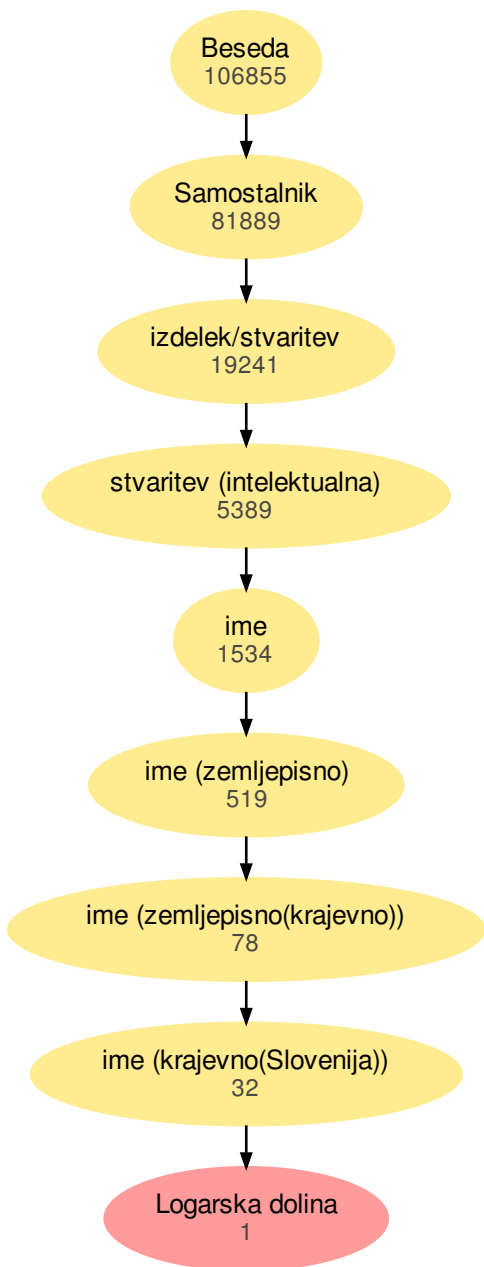 Beseda
106855
Samostalnik
81889
izdelek/stvaritev
19241
stvaritev (intelektualna)
5389
ime
1534
ime (zemljepisno)
519
ime (zemljepisno(krajevno))
78
ime (krajevno(Slovenija))
32
Logarska dolina
1